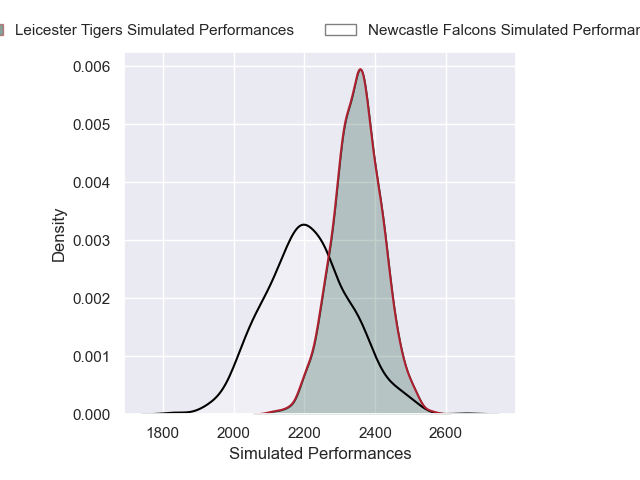 Leicester Tigers Simulated Performances Newcastle Falcons Simulated
0.006
0.005
0.004
0.003
0.002
0.001
0.000
Density
1800 2000 2200 2400 2600
Simulated Performances